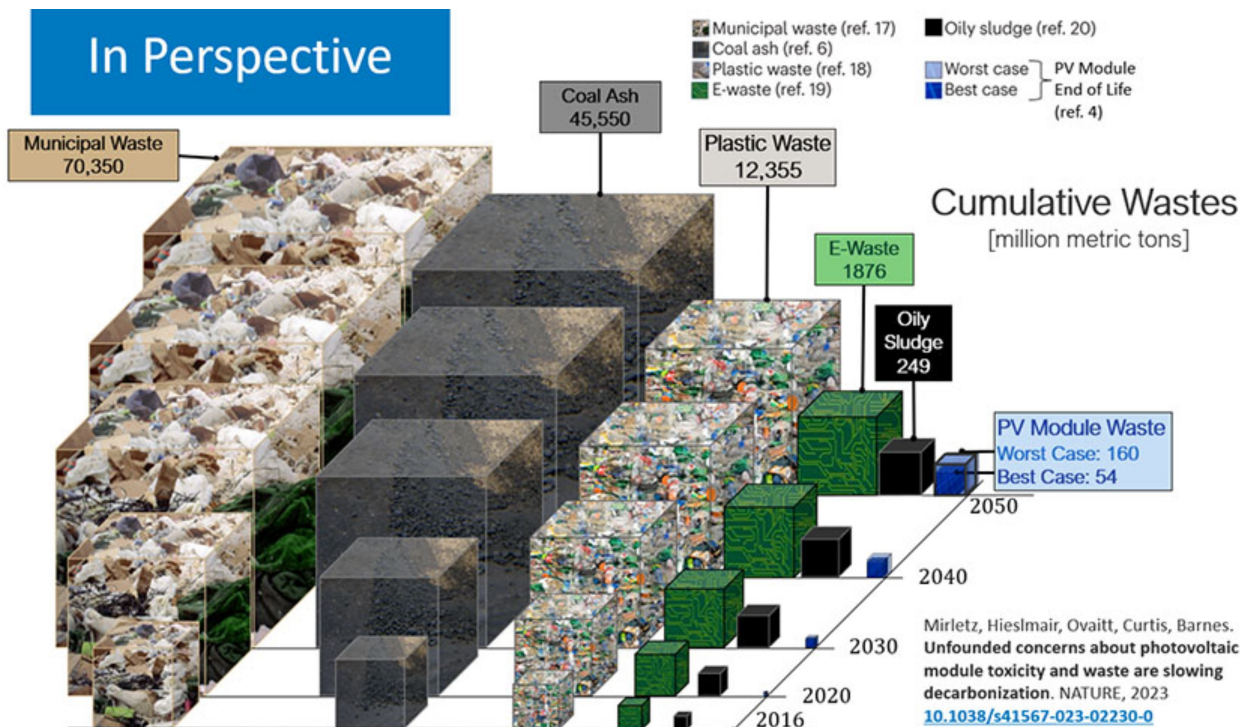 In Perspective
Municipal waste (ref. 17)
Coal ash (ref. 6)
Plastic waste (ref. 18)
E-waste (ref. 19)
Oily sludge (ref. 20)
Worst case
Best case
PV Module
End of Life
(ref. 4)
Municipal Waste
70,350
Coal Ash
45,550
Plastic Waste
12,355
Cumulative Wastes
[million metric tons]
E-Waste
1876
Oily
Sludge
249
PV Module Waste
Worst Case: 160
Best Case: 54
2050
2040
2030
2020
2016
Mirletz, Hieslmair, Ovaitt, Curtis, Barnes.
Unfounded concerns about photovoltaic
module toxicity and waste are slowing
decarbonization. NATURE, 2023
10.1038/s41567-023-02230-0